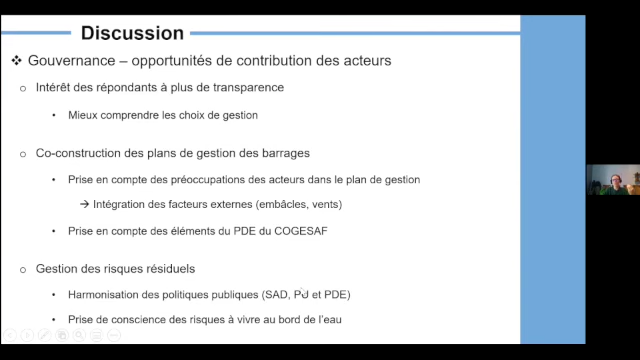 Discussion
❖ Gouvernance – opportunités de contribution des acteurs
o Intérêt des répondants à plus de transparence
• Mieux comprendre les choix de gestion
o Co-construction des plans de gestion des barrages
• Prise en compte des préoccupations des acteurs dans le plan de gestion
→ Intégration des facteurs externes (embâcles, vents)
• Prise en compte des éléments du PDE du COGESAF
o Gestion des risques résiduels
• Harmonisation des politiques publiques (SAD, PU et PDE)
• Prise de conscience des risques à vivre au bord de l'eau